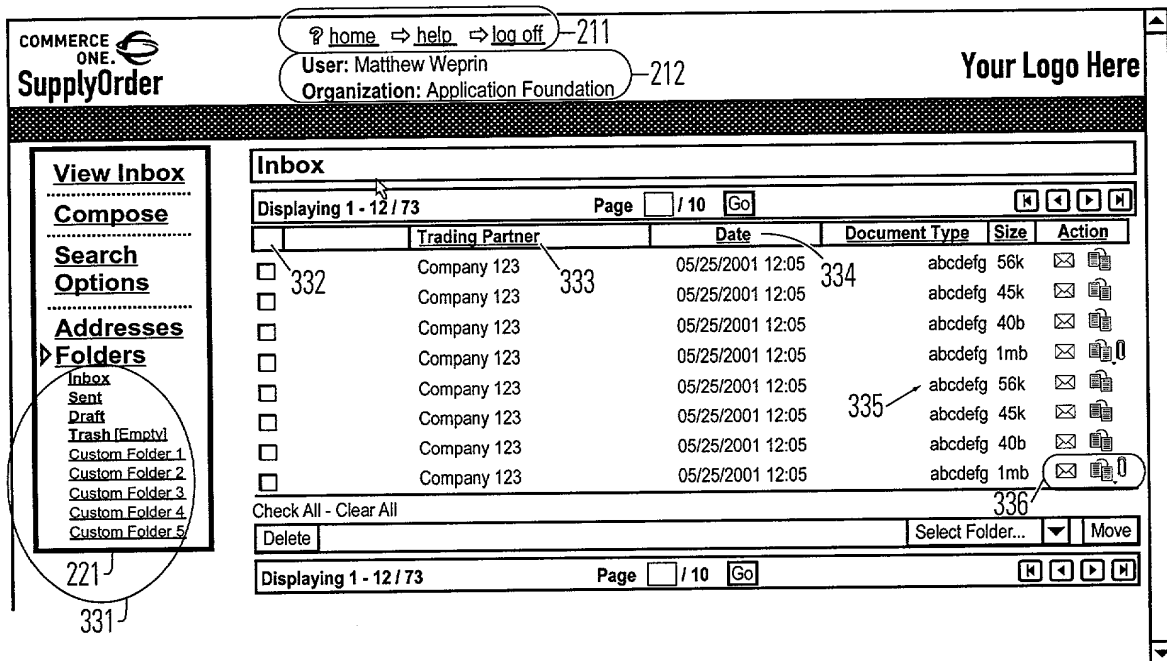 COMMERCE ONE.
SupplyOrder
? home ⇒ help ⇒ log off 211
User: Matthew Weprin
Organization: Application Foundation
212
Your Logo Here
View Inbox
Compose
Search
Options
Addresses
Folders
Inbox
Sent
Draft
Trash [Empty]
Custom Folder 1
Custom Folder 2
Custom Folder 3
Custom Folder 4
Custom Folder 5
221
331
Inbox
Displaying 1 - 12 / 73 Page / 10 Go
Trading Partner Date Document Type Size Action
332 333 334
Company 123 05/25/2001 12:05 abcdefg 56k
Company 123 05/25/2001 12:05 abcdefg 45k
Company 123 05/25/2001 12:05 abcdefg 40b
Company 123 05/25/2001 12:05 abcdefg 1mb
Company 123 05/25/2001 12:05 335 abcdefg 56k
Company 123 05/25/2001 12:05 abcdefg 45k
Company 123 05/25/2001 12:05 abcdefg 40b
Company 123 05/25/2001 12:05 abcdefg 1mb
336
Check All - Clear All
Delete Select Folder... Move
Displaying 1 - 12 / 73 Page / 10 Go